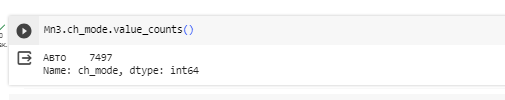 Mn3.ch_mode.value_counts()
АВТО    7497
Name: ch_mode, dtype: int64